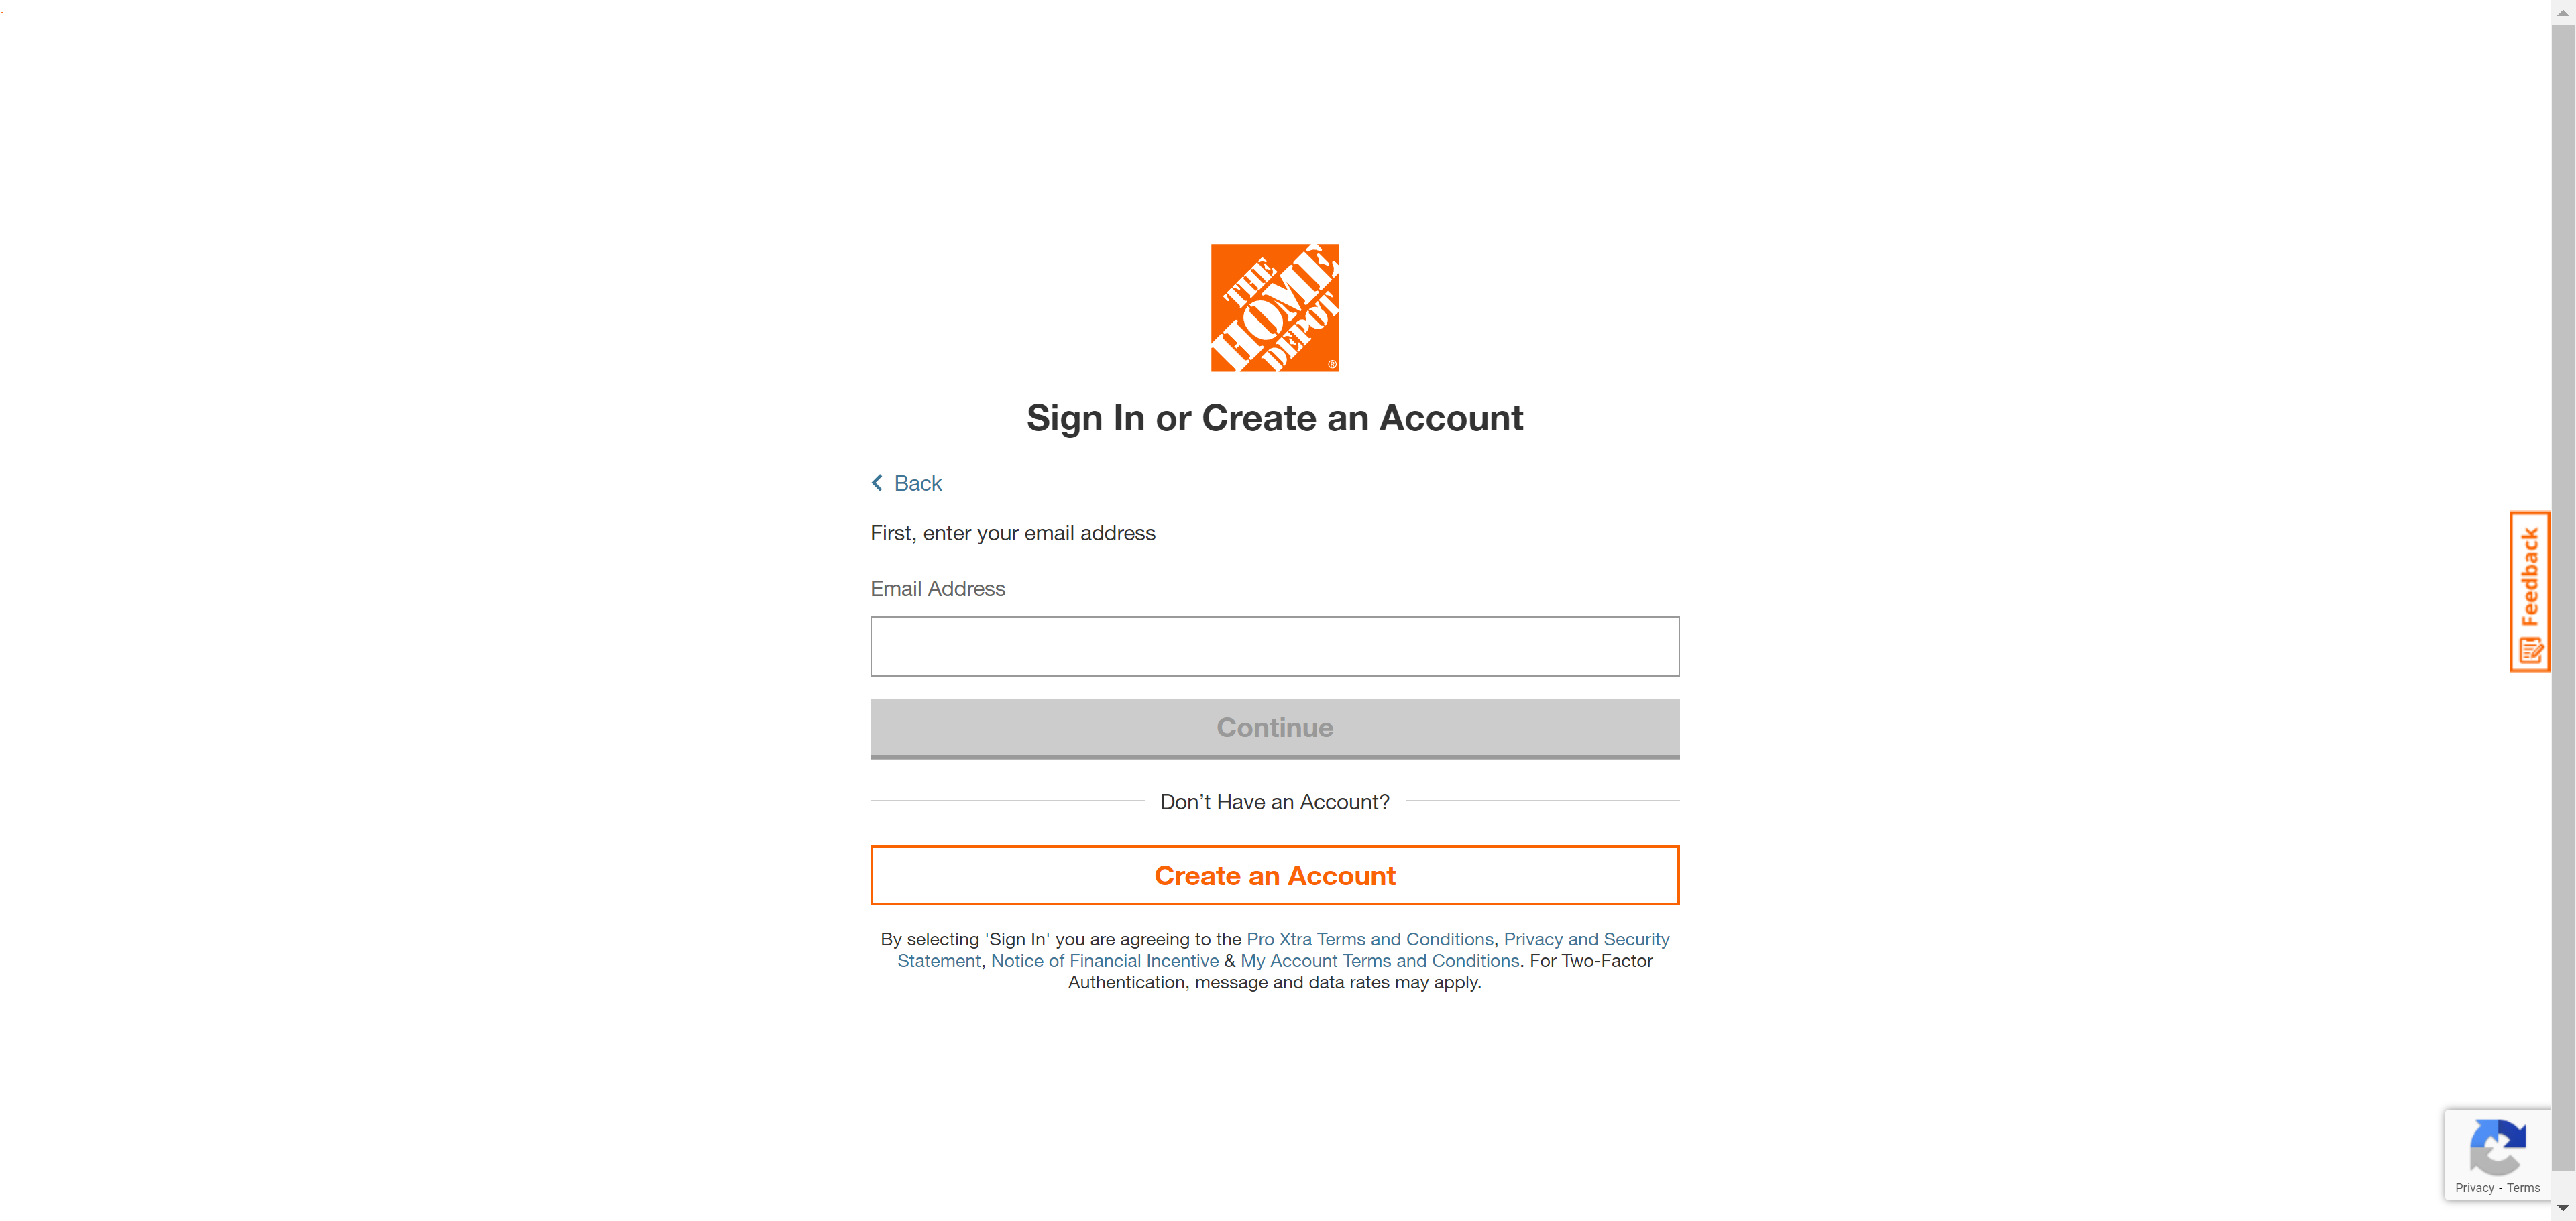 THE
HOME
DEPOT
®
Sign In or Create an Account
Back
First, enter your email address
Email Address
Continue
Don’t Have an Account?
Create an Account
By selecting 'Sign In' you are agreeing to the Pro Xtra Terms and Conditions, Privacy and Security
Statement, Notice of Financial Incentive & My Account Terms and Conditions. For Two-Factor
Authentication, message and data rates may apply.
Feedback
Privacy - Terms